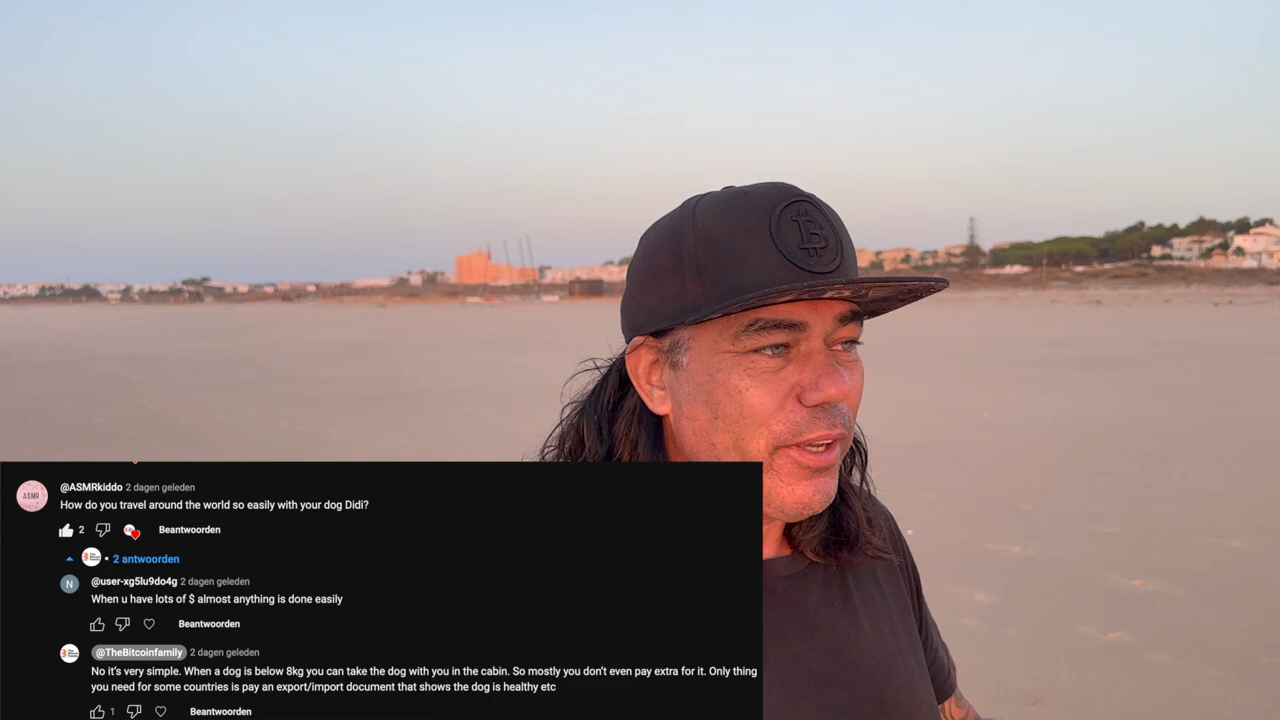 B
ASMR
@ASMRkiddo 2 dagen geleden
How do you travel around the world so easily with your dog Didi?
2 Beantwoorden
• 2 antwoorden
N
@user-xg5lu9do4g 2 dagen geleden
When u have lots of $ almost anything is done easily
Beantwoorden
@TheBitcoinfamily 2 dagen geleden
No it's very simple. When a dog is below 8kg you can take the dog with you in the cabin. So mostly you don't even pay extra for it. Only thing
you need for some countries is pay an export/import document that shows the dog is healthy etc
1 Beantwoorden